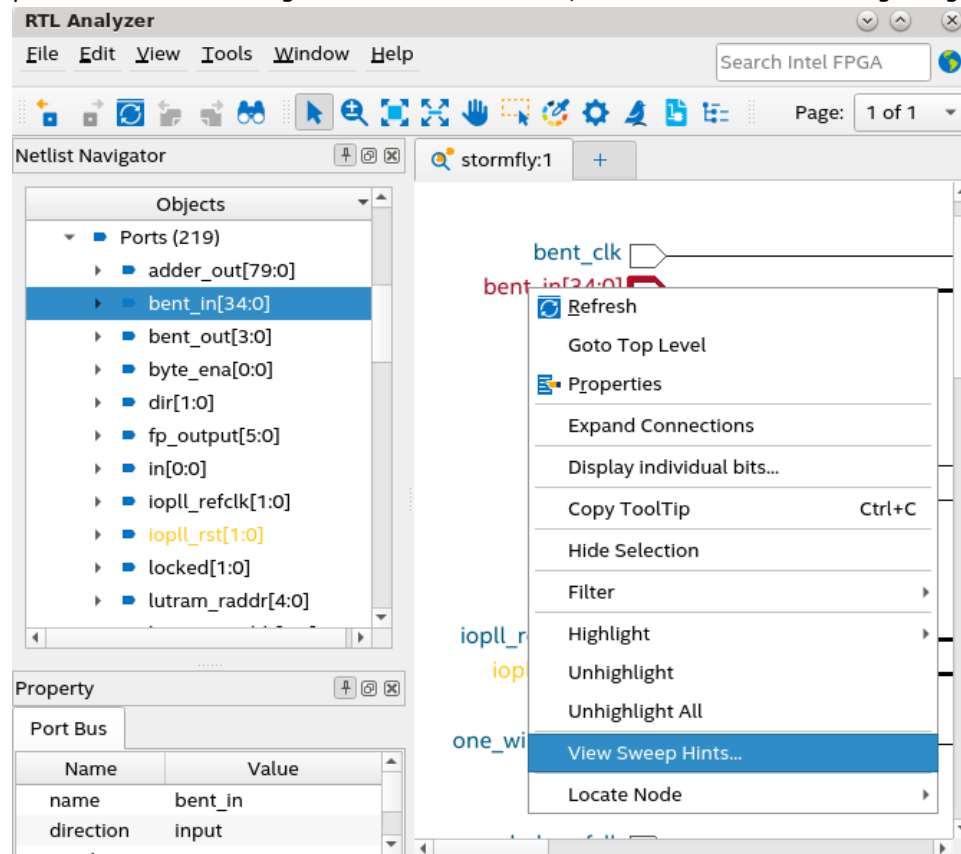 RTL Analyzer
File Edit View Tools Window Help
Search Intel FPGA
Page: 1 of 1
Netlist Navigator
Objects
Ports (219)
adder_out[79:0]
bent_in[34:0]
bent_out[3:0]
byte_ena[0:0]
dir[1:0]
fp_output[5:0]
in[0:0]
iopll_refclk[1:0]
iopll_rst[1:0]
locked[1:0]
lutram_raddr[4:0]
Property
Port Bus
Name Value
name bent_in
direction input
stormfly:1 +
bent_clk
bent_in[34:0]
iopll_r
iopl
one_wi
Refresh
Goto Top Level
Properties
Expand Connections
Display individual bits...
Copy ToolTip Ctrl+C
Hide Selection
Filter
Highlight
Unhighlight
Unhighlight All
View Sweep Hints...
Locate Node